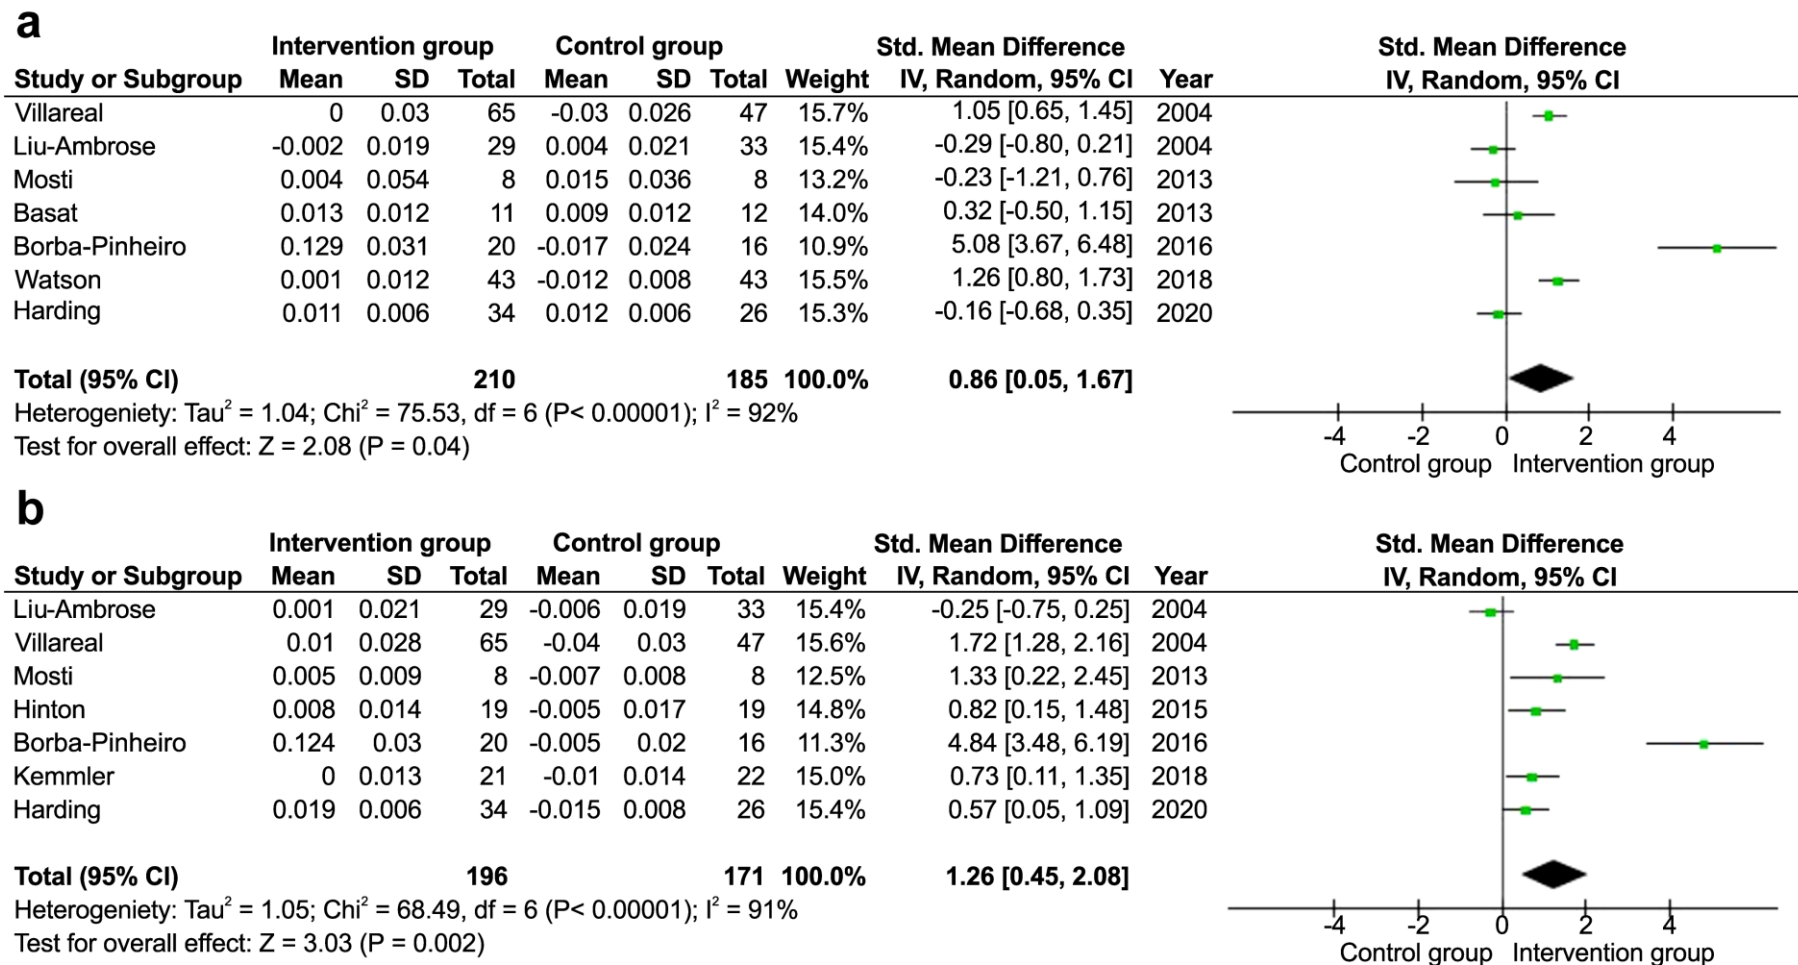 a
Intervention group Control group Std. Mean Difference Std. Mean Difference
Study or Subgroup Mean SD Total Mean SD Total Weight IV, Random, 95% CI Year IV, Random, 95% CI
Villareal 0 0.03 65 -0.03 0.026 47 15.7% 1.05 [0.65, 1.45] 2004
Liu-Ambrose -0.002 0.019 29 0.004 0.021 33 15.4% -0.29 [-0.80, 0.21] 2004
Mosti 0.004 0.054 8 0.015 0.036 8 13.2% -0.23 [-1.21, 0.76] 2013
Basat 0.013 0.012 11 0.009 0.012 12 14.0% 0.32 [-0.50, 1.15] 2013
Borba-Pinheiro 0.129 0.031 20 -0.017 0.024 16 10.9% 5.08 [3.67, 6.48] 2016
Watson 0.001 0.012 43 -0.012 0.008 43 15.5% 1.26 [0.80, 1.73] 2018
Harding 0.011 0.006 34 0.012 0.006 26 15.3% -0.16 [-0.68, 0.35] 2020
Total (95% CI) 210 185 100.0% 0.86 [0.05, 1.67]
Heterogeniety: Tau² = 1.04; Chi² = 75.53, df = 6 (P< 0.00001); I² = 92%
Test for overall effect: Z = 2.08 (P = 0.04)
-4 -2 0 2 4
Control group Intervention group
b
Intervention group Control group Std. Mean Difference Std. Mean Difference
Study or Subgroup Mean SD Total Mean SD Total Weight IV, Random, 95% CI Year IV, Random, 95% CI
Liu-Ambrose 0.001 0.021 29 -0.006 0.019 33 15.4% -0.25 [-0.75, 0.25] 2004
Villareal 0.01 0.028 65 -0.04 0.03 47 15.6% 1.72 [1.28, 2.16] 2004
Mosti 0.005 0.009 8 -0.007 0.008 8 12.5% 1.33 [0.22, 2.45] 2013
Hinton 0.008 0.014 19 -0.005 0.017 19 14.8% 0.82 [0.15, 1.48] 2015
Borba-Pinheiro 0.124 0.03 20 -0.005 0.02 16 11.3% 4.84 [3.48, 6.19] 2016
Kemmler 0 0.013 21 -0.01 0.014 22 15.0% 0.73 [0.11, 1.35] 2018
Harding 0.019 0.006 34 -0.015 0.008 26 15.4% 0.57 [0.05, 1.09] 2020
Total (95% CI) 196 171 100.0% 1.26 [0.45, 2.08]
Heterogeniety: Tau² = 1.05; Chi² = 68.49, df = 6 (P< 0.00001); I² = 91%
Test for overall effect: Z = 3.03 (P = 0.002)
-4 -2 0 2 4
Control group Intervention group